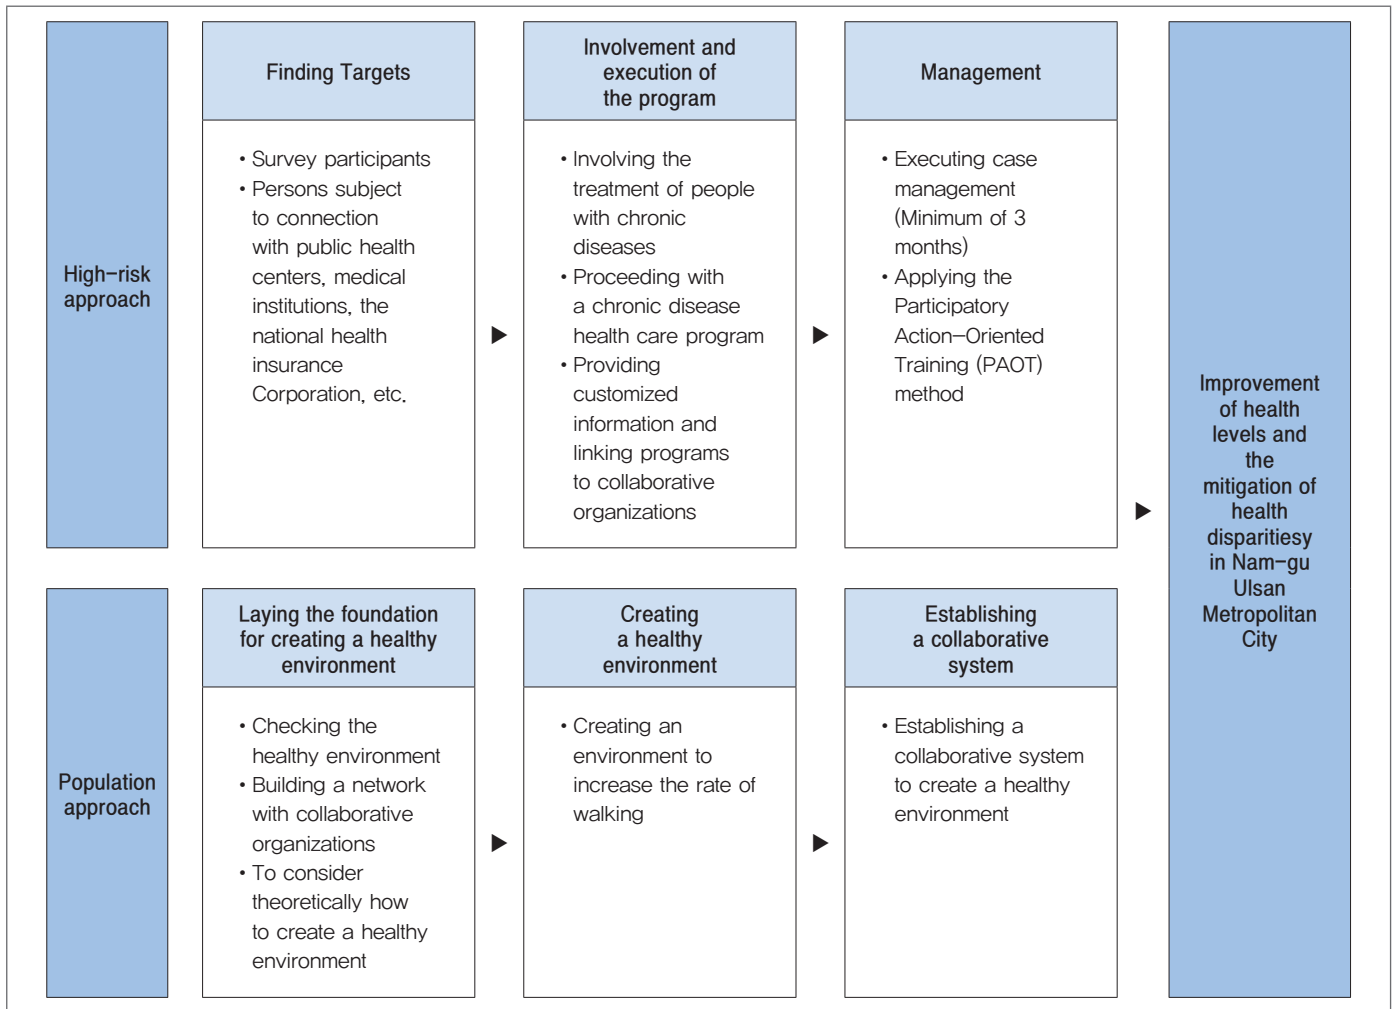 High-risk
approach
Finding Targets
• Survey participants
• Persons subject
to connection
with public health
centers, medical
institutions, the
national health
insurance
Corporation, etc.
▶
Involvement and
execution of
the program
• Involving the
treatment of people
with chronic
diseases
• Proceeding with
a chronic disease
health care program
• Providing
customized
information and
linking programs
to collaborative
organizations
▶
Management
• Executing case
management
(Minimum of 3
months)
• Applying the
Participatory
Action-Oriented
Training (PAOT)
method
Population
approach
Laying the foundation
for creating a healthy
environment
• Checking the
healthy environment
• Building a network
with collaborative
organizations
• To consider
theoretically how
to create a healthy
environment
▶
Creating
a healthy
environment
• Creating an
environment to
increase the rate of
walking
▶
Establishing
a collaborative
system
• Establishing a
collaborative system
to create a healthy
environment
▶
Improvement
of health
levels and
the
mitigation of
health
disparitiesy
in Nam-gu
Ulsan
Metropolitan
City